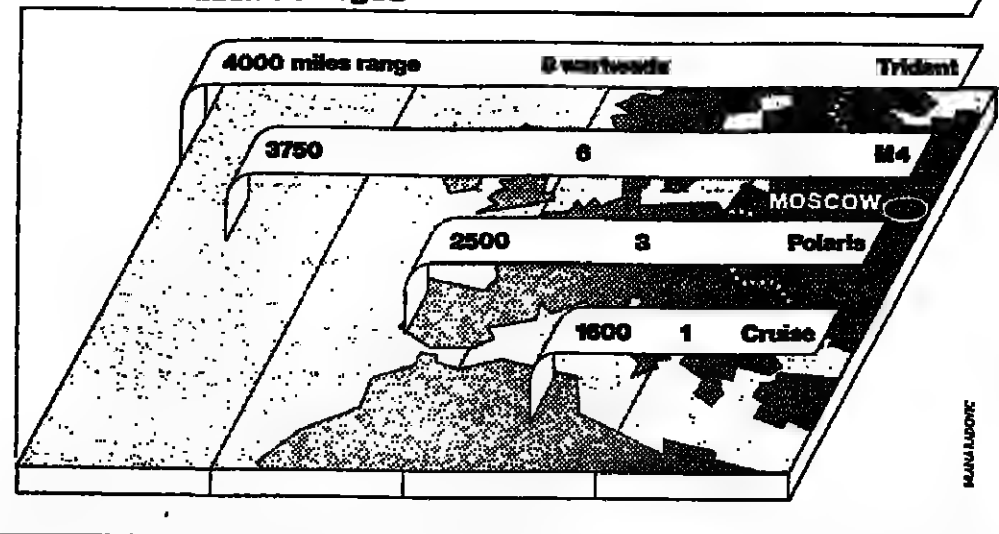 4000 miles range 8 warheads Trident
3750 6 M4
MOSCOW
2500 3 Polaris
1600 1 Cruise